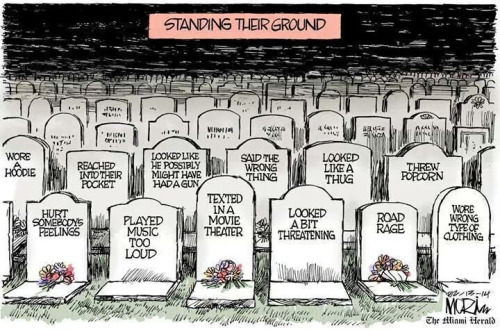 STANDING THEIR GROUND
WORE
A
HOODIE
REACHED
INTO THEIR
POCKET
LOOKED LIKE
HE POSSIBLY
MIGHT HAVE
HAD A GUN
SAID THE
WRONG
THING
LOOKED
LIKE A
THUG
THREW
POPCORN
HURT
SOMEBODY'S
FEELINGS
PLAYED
MUSIC
TOO
LOUD
TEXTED
IN A
MOVIE
THEATER
LOOKED
A BIT
THREATENING
ROAD
RAGE
WORE
WRONG
TYPE OF
CLOTHING
The Miami Herald